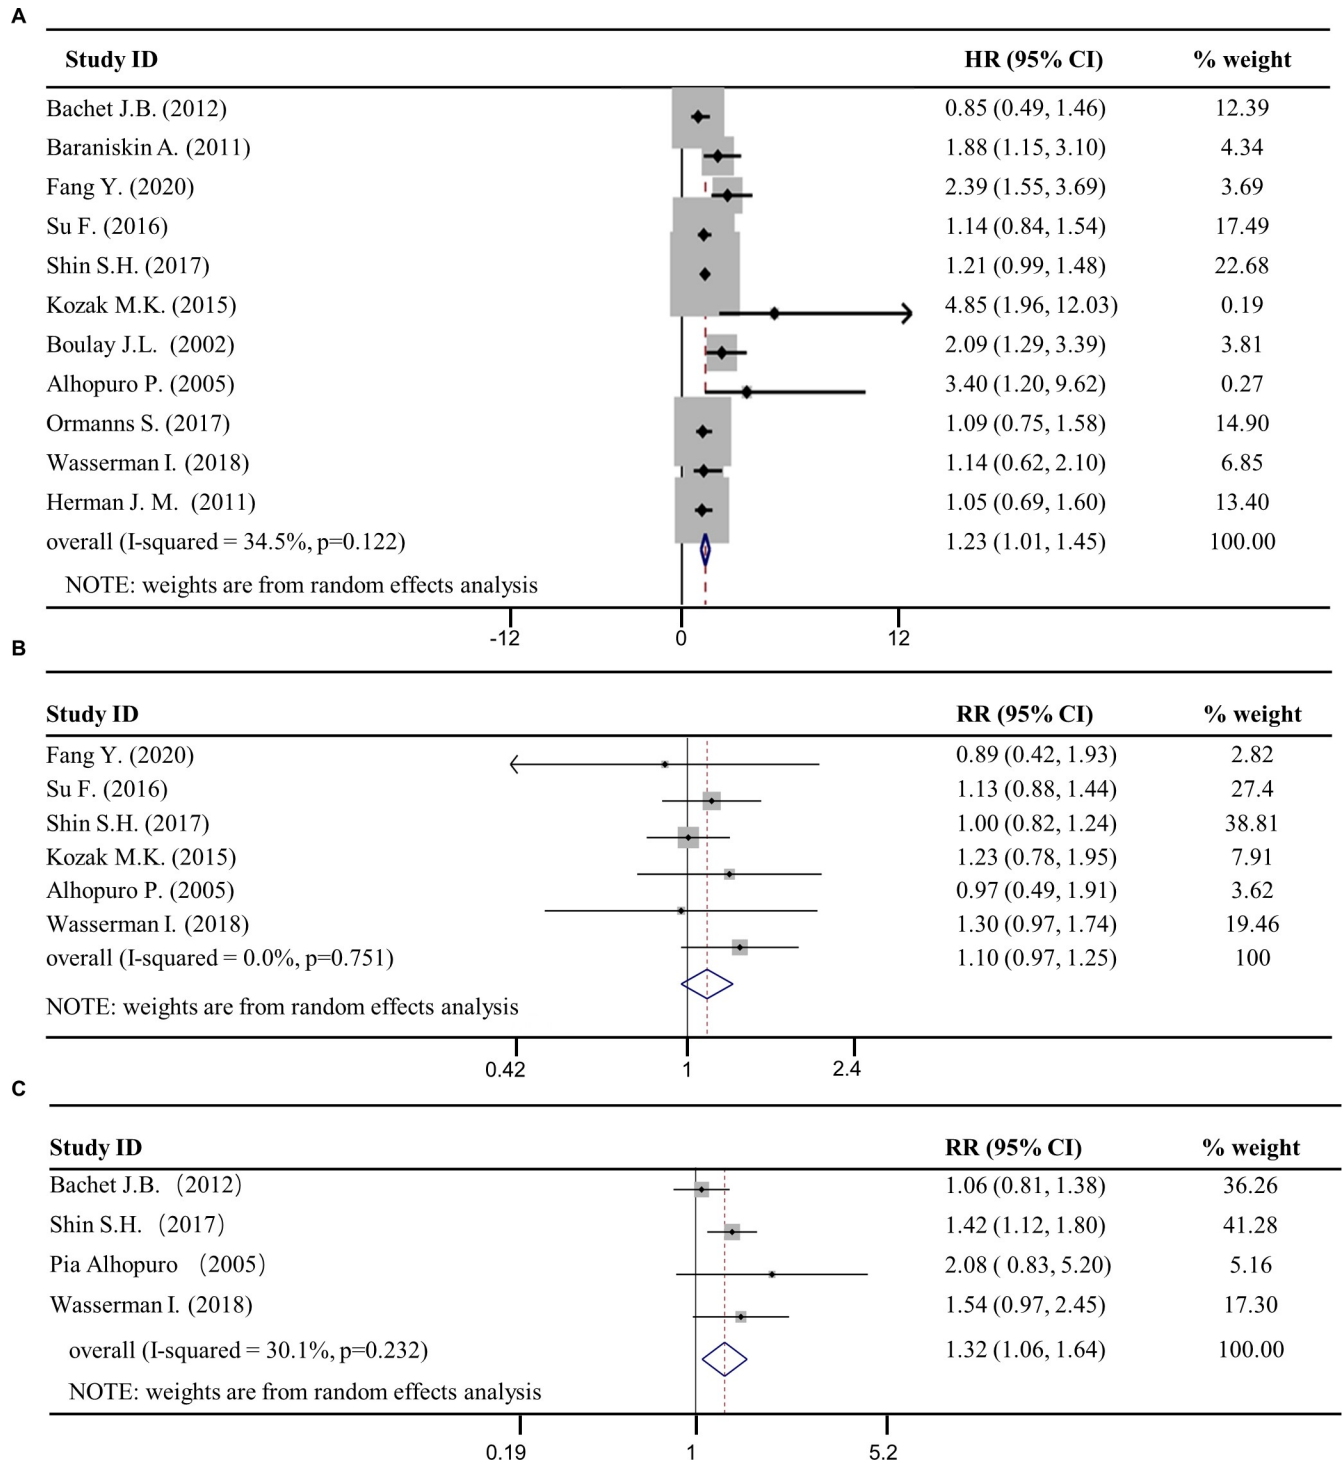 A
Study ID HR (95% CI) % weight
Bachet J.B. (2012) 0.85 (0.49, 1.46) 12.39
Baraniskin A. (2011) 1.88 (1.15, 3.10) 4.34
Fang Y. (2020) 2.39 (1.55, 3.69) 3.69
Su F. (2016) 1.14 (0.84, 1.54) 17.49
Shin S.H. (2017) 1.21 (0.99, 1.48) 22.68
Kozak M.K. (2015) 4.85 (1.96, 12.03) 0.19
Boulay J.L. (2002) 2.09 (1.29, 3.39) 3.81
Alhopuro P. (2005) 3.40 (1.20, 9.62) 0.27
Ormanns S. (2017) 1.09 (0.75, 1.58) 14.90
Wasserman I. (2018) 1.14 (0.62, 2.10) 6.85
Herman J. M. (2011) 1.05 (0.69, 1.60) 13.40
overall (I-squared = 34.5%, p=0.122) 1.23 (1.01, 1.45) 100.00
NOTE: weights are from random effects analysis
-12 0 12
B
Study ID RR (95% CI) % weight
Fang Y. (2020) 0.89 (0.42, 1.93) 2.82
Su F. (2016) 1.13 (0.88, 1.44) 27.4
Shin S.H. (2017) 1.00 (0.82, 1.24) 38.81
Kozak M.K. (2015) 1.23 (0.78, 1.95) 7.91
Alhopuro P. (2005) 0.97 (0.49, 1.91) 3.62
Wasserman I. (2018) 1.30 (0.97, 1.74) 19.46
overall (I-squared = 0.0%, p=0.751) 1.10 (0.97, 1.25) 100
NOTE: weights are from random effects analysis
0.42 1 2.4
C
Study ID RR (95% CI) % weight
Bachet J.B.（2012） 1.06 (0.81, 1.38) 36.26
Shin S.H.（2017） 1.42 (1.12, 1.80) 41.28
Pia Alhopuro （2005） 2.08 ( 0.83, 5.20) 5.16
Wasserman I. (2018) 1.54 (0.97, 2.45) 17.30
overall (I-squared = 30.1%, p=0.232) 1.32 (1.06, 1.64) 100.00
NOTE: weights are from random effects analysis
0.19 1 5.2